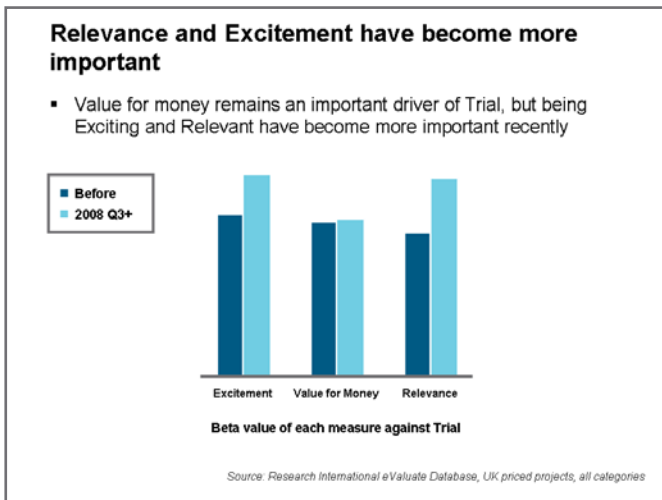 Relevance and Excitement have become more
important
▪ Value for money remains an important driver of Trial, but being
Exciting and Relevant have become more important recently
Before
2008 Q3+
Excitement Value for Money Relevance
Beta value of each measure against Trial
Source: Research International eValuate Database, UK priced projects, all categories